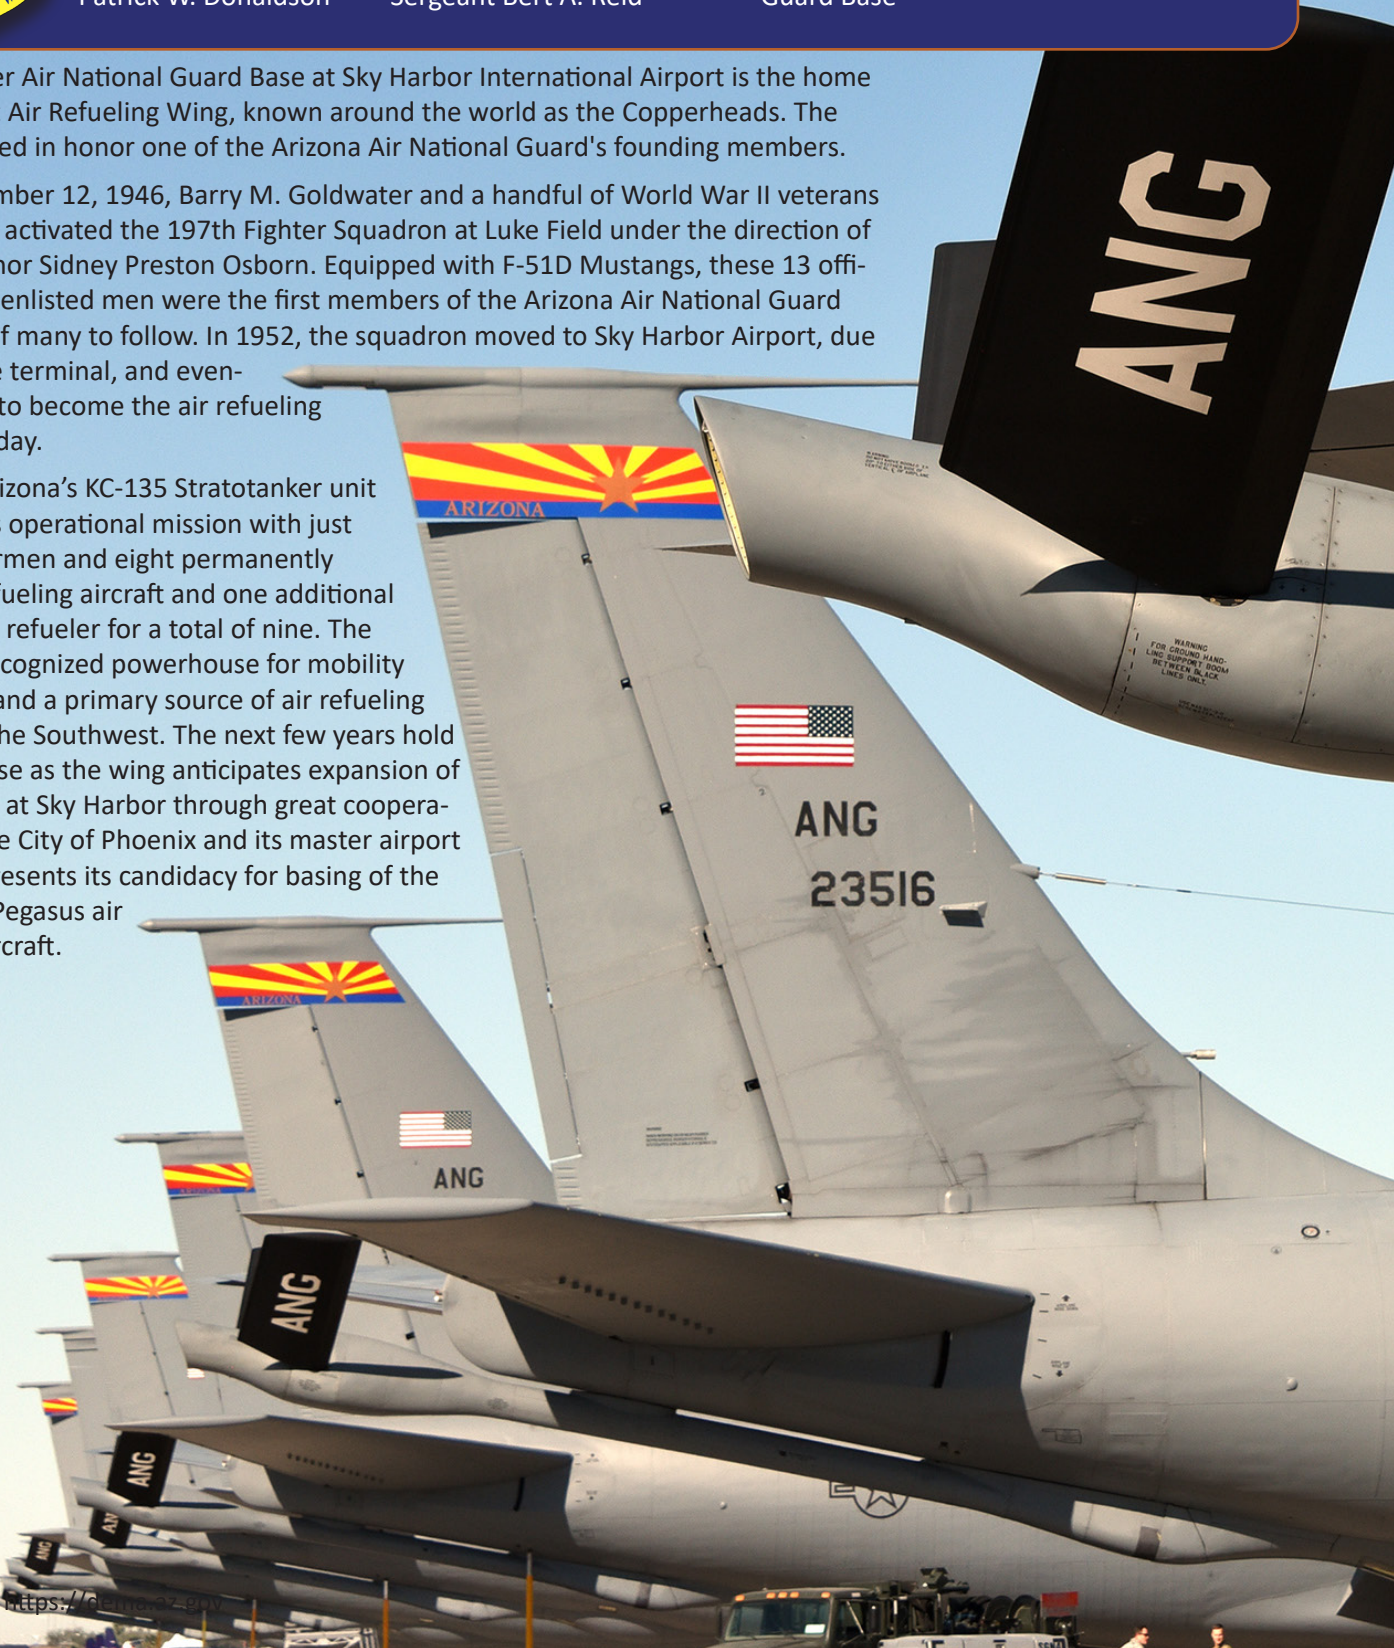 Patrick W. Donaldson Sergeant Bert A. Reid Guard Base
er Air National Guard Base at Sky Harbor International Airport is the home
Air Refueling Wing, known around the world as the Copperheads. The
ed in honor one of the Arizona Air National Guard's founding members.
mber 12, 1946, Barry M. Goldwater and a handful of World War II veterans
activated the 197th Fighter Squadron at Luke Field under the direction of
nor Sidney Preston Osborn. Equipped with F-51D Mustangs, these 13 offi-
enlisted men were the first members of the Arizona Air National Guard
f many to follow. In 1952, the squadron moved to Sky Harbor Airport, due
e terminal, and even-
to become the air refueling
day.
izona’s KC-135 Stratotanker unit
s operational mission with just
rmen and eight permanently
fueling aircraft and one additional
refueler for a total of nine. The
cognized powerhouse for mobility
and a primary source of air refueling
he Southwest. The next few years hold
se as the wing anticipates expansion of
at Sky Harbor through great coopera-
e City of Phoenix and its master airport
esents its candidacy for basing of the
Pegasus air
craft.
ANG
ARIZONA
WARNING
FOR GROUND HAND-
LING SUPPORT BOOM
BETWEEN BLACK
LINES ONLY.
ANG
23516
ARIZONA
ANG
ARIZONA
ANG
ANG
AN
ANG
https://dema.az.gov